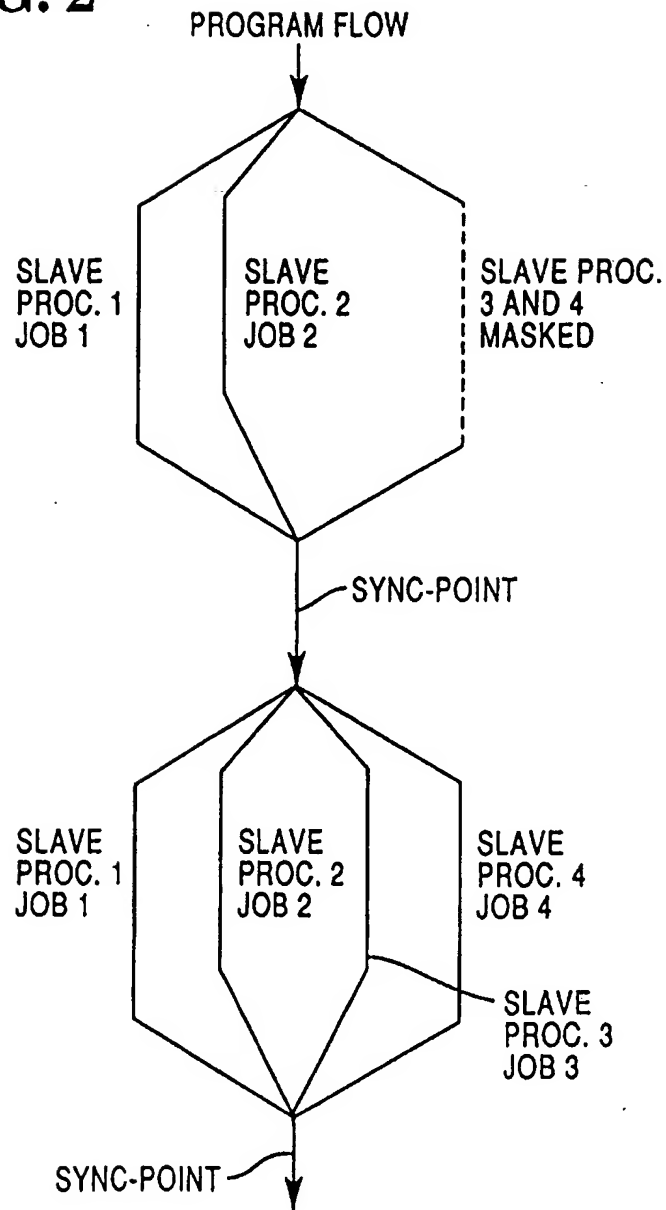 G. 2
PROGRAM FLOW
SLAVE
PROC. 1
JOB 1
SLAVE
PROC. 2
JOB 2
SLAVE PROC.
3 AND 4
MASKED
SYNC-POINT
SLAVE
PROC. 1
JOB 1
SLAVE
PROC. 2
JOB 2
SLAVE
PROC. 4
JOB 4
SLAVE
PROC. 3
JOB 3
SYNC-POINT